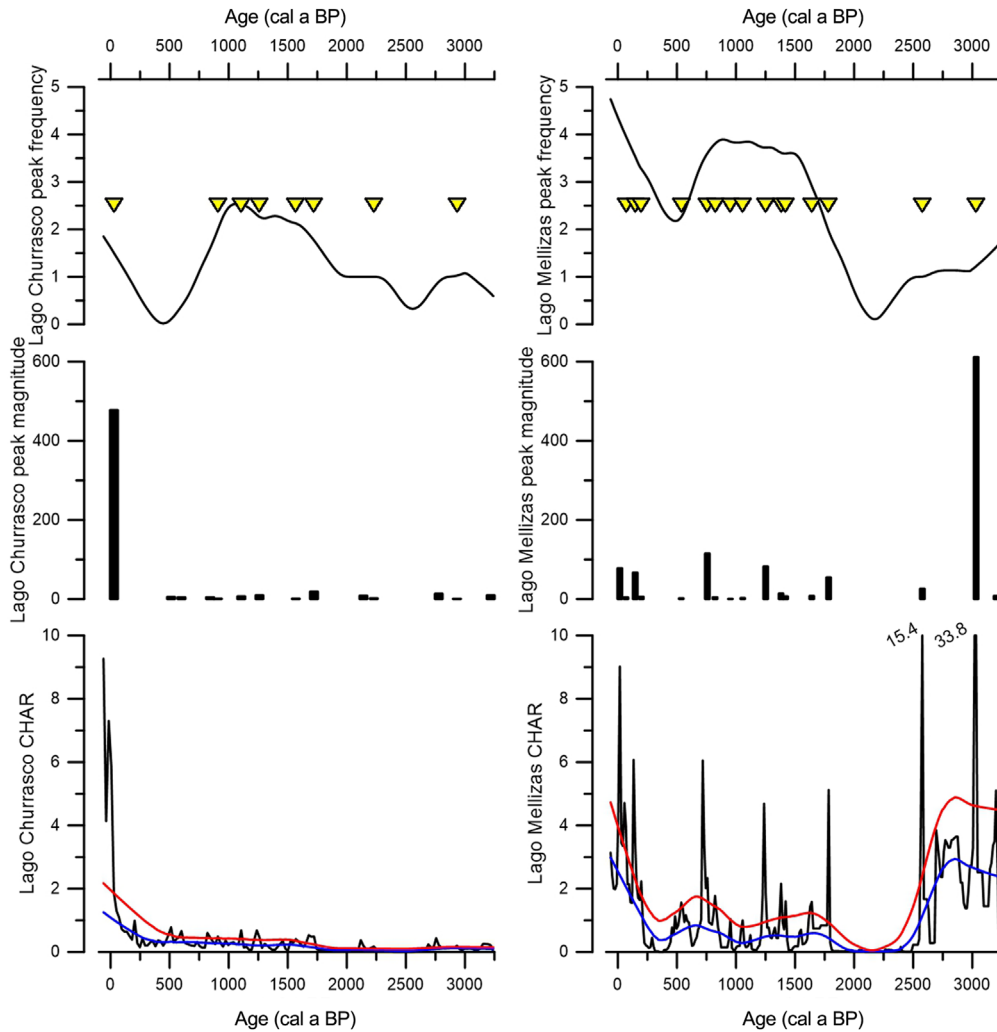 Age (cal a BP)
0 500 1000 1500 2000 2500 3000
Lago Churrasco peak frequency
5
4
3
2
1
0
Lago Churrasco peak magnitude
600
400
200
0
Lago Churrasco CHAR
10
8
6
4
2
0
0 500 1000 1500 2000 2500 3000
Age (cal a BP)
Age (cal a BP)
0 500 1000 1500 2000 2500 3000
Lago Mellizas peak frequency
5
4
3
2
1
0
Lago Mellizas peak magnitude
600
400
200
0
Lago Mellizas CHAR
10
8
6
4
2
0
15.4
33.8
0 500 1000 1500 2000 2500 3000
Age (cal a BP)